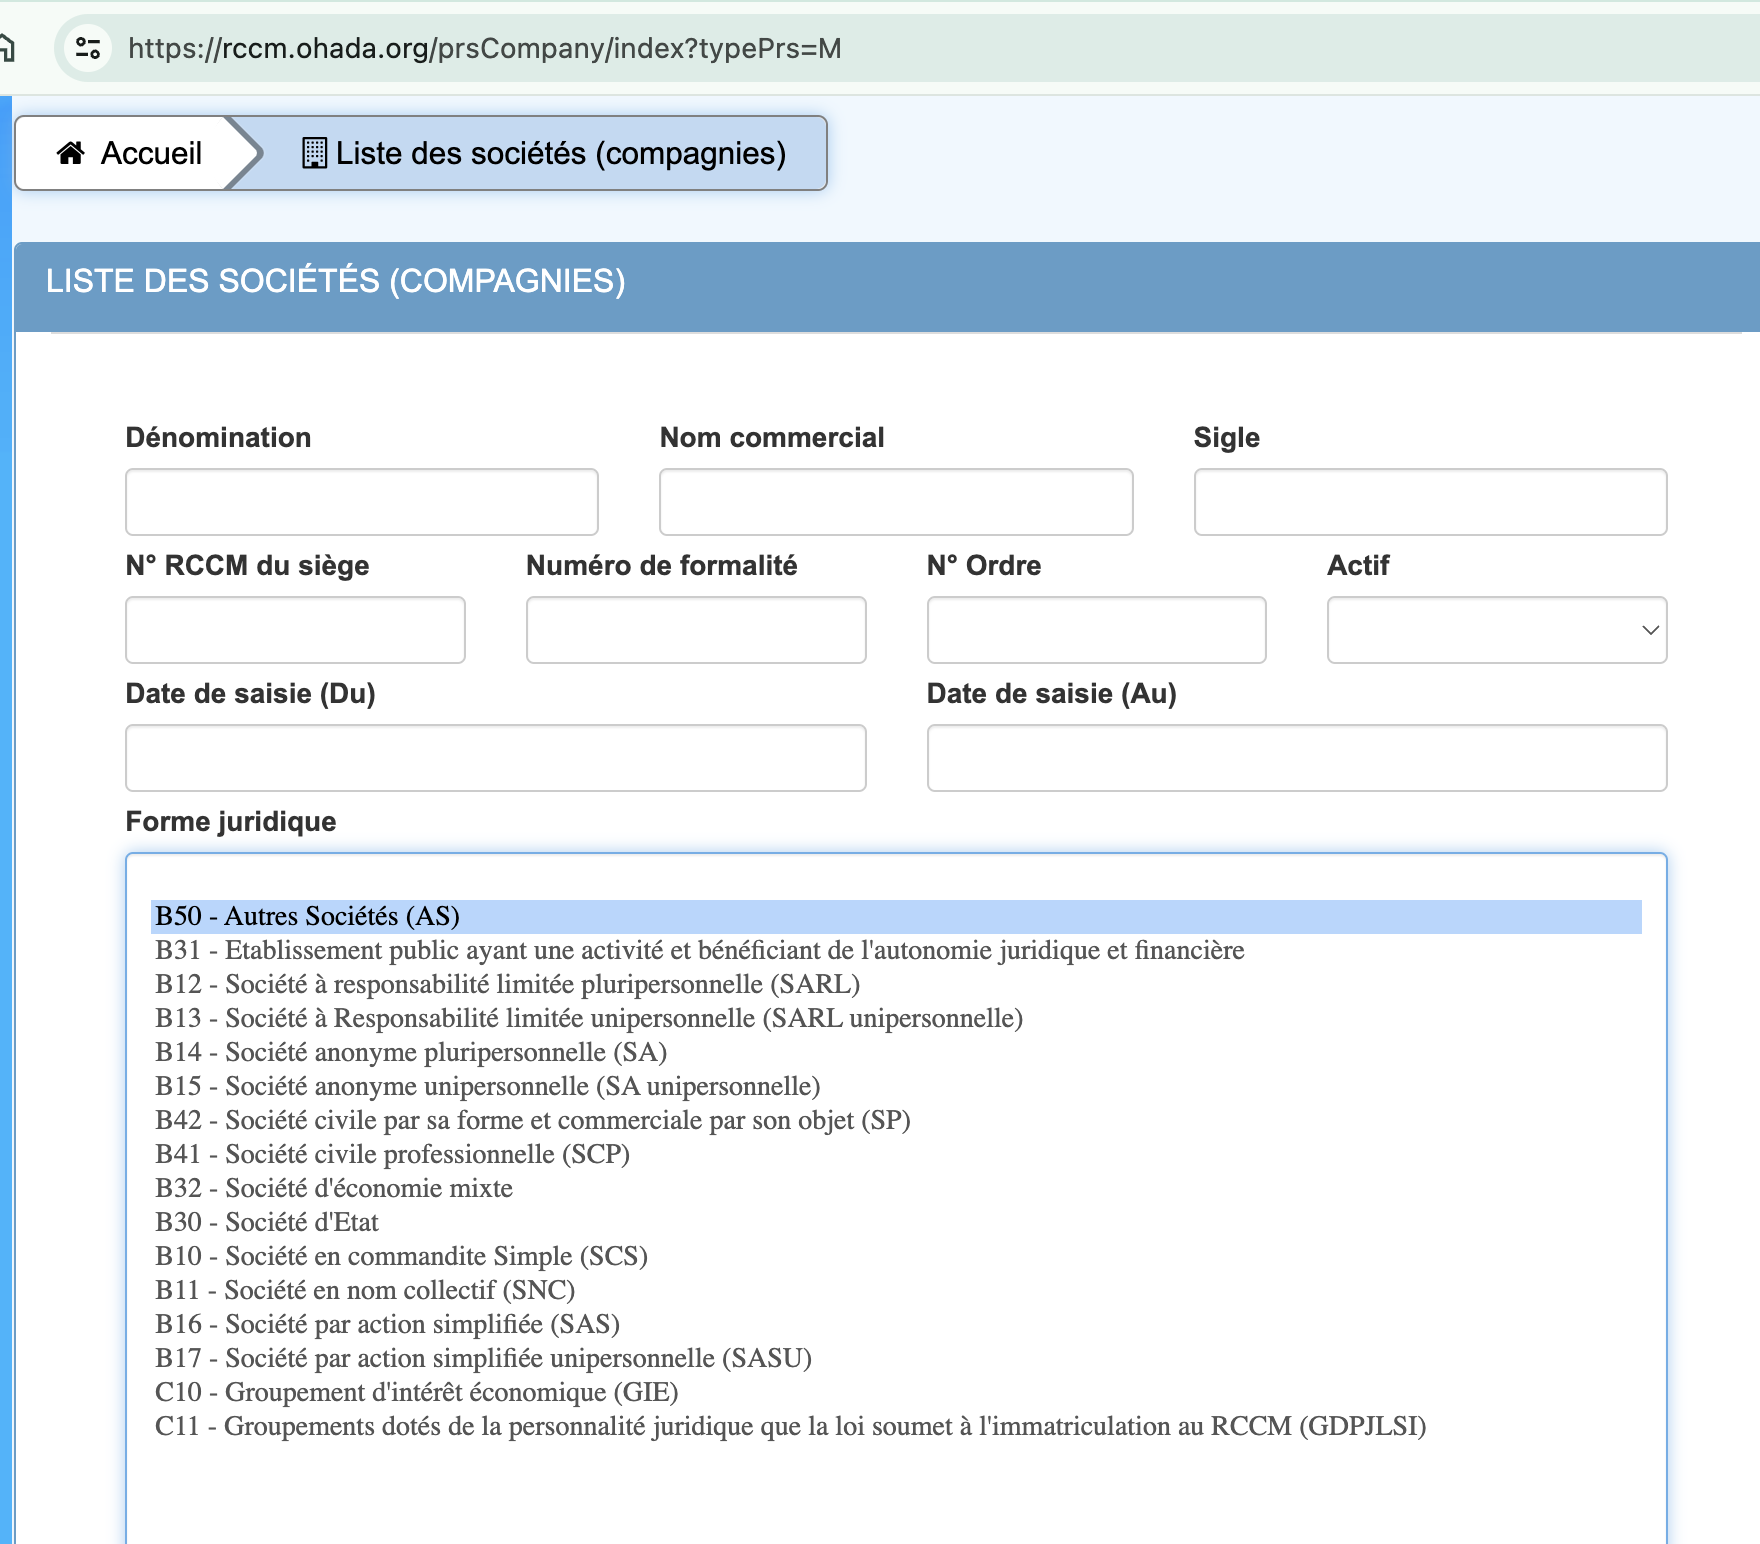 https://rccm.ohada.org/prsCompany/index?typePrs=M
Accueil
Liste des sociétés (compagnies)
LISTE DES SOCIÉTÉS (COMPAGNIES)
Dénomination
Nom commercial
Sigle
N° RCCM du siège
Numéro de formalité
N° Ordre
Actif
Date de saisie (Du)
Date de saisie (Au)
Forme juridique
B50 - Autres Sociétés (AS)
B31 - Etablissement public ayant une activité et bénéficiant de l'autonomie juridique et financière
B12 - Société à responsabilité limitée pluripersonnelle (SARL)
B13 - Société à Responsabilité limitée unipersonnelle (SARL unipersonnelle)
B14 - Société anonyme pluripersonnelle (SA)
B15 - Société anonyme unipersonnelle (SA unipersonnelle)
B42 - Société civile par sa forme et commerciale par son objet (SP)
B41 - Société civile professionnelle (SCP)
B32 - Société d'économie mixte
B30 - Société d'Etat
B10 - Société en commandite Simple (SCS)
B11 - Société en nom collectif (SNC)
B16 - Société par action simplifiée (SAS)
B17 - Société par action simplifiée unipersonnelle (SASU)
C10 - Groupement d'intérêt économique (GIE)
C11 - Groupements dotés de la personnalité juridique que la loi soumet à l'immatriculation au RCCM (GDPJLSI)